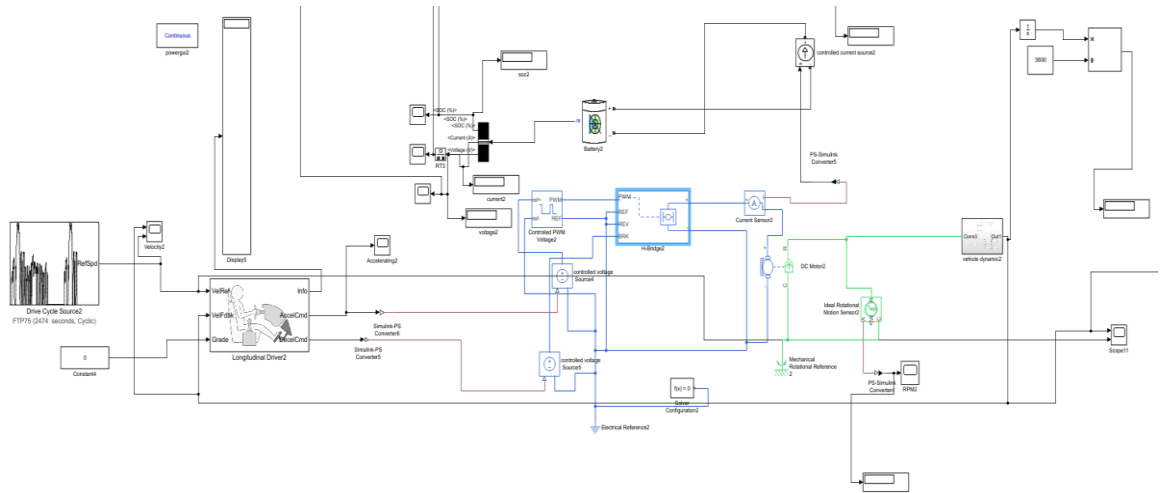 Continuous
powergui2
Display5
soc2
<SOC (%)>
<SOC (%)>
<SOC (%)>
<Current (A)>
<Voltage (V)>
RT3
m
+
-
Battery2
controlled current source2
1
s
3600
PS-Simulink
Converter5
current2
voltage2
Velocity2
RefSpd
Drive Cycle Source2
FTP75 (2474 seconds, Cyclic)
Accelerating2
VelRef
VelFdbk
Grade
Info
AccelCmd
DecelCmd
Longitudinal Driver2
0
Constant4
Simulink-PS
Converter6
Simulink-PS
Converter5
ref+
ref-
PWM
REF
Controlled PWM
Voltage2
PWM
REF
REV
BRK
H-Bridge2
A
Current Sensor2
controlled voltage
Source4
controlled voltage
Source5
DC Motor2
Ideal Rotational
Motion Sensor2
Mechanical
Rotational Reference
2
Conn3
Out1
vehicle dynamic2
Scope11
PS-Simulink
RPM2
f(x) = 0
Solver
Configuration2
Electrical Reference2